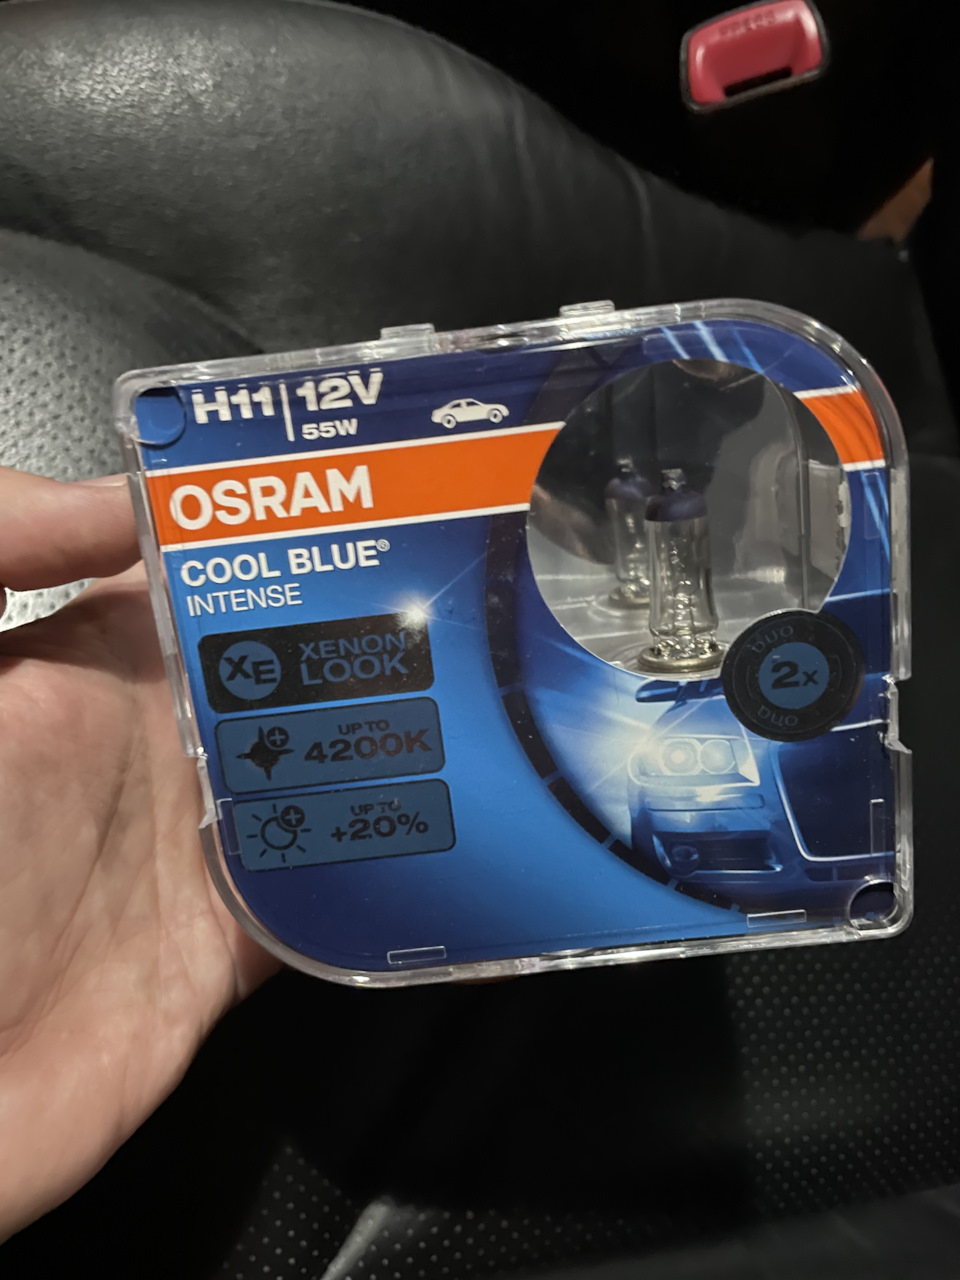 H11 12V
55W
OSRAM
COOL BLUE®
INTENSE
XE XENON
LOOK
UP TO
4200K
UP TO
+20%
duo
2x
duo